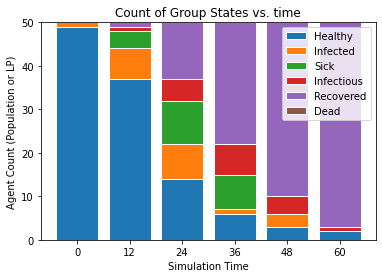 Count of Group States vs. time
Agent Count (Population or LP)
50
40
30
20
10
0
Healthy
Infected
Sick
Infectious
Recovered
Dead
0 12 24 36 48 60
Simulation Time